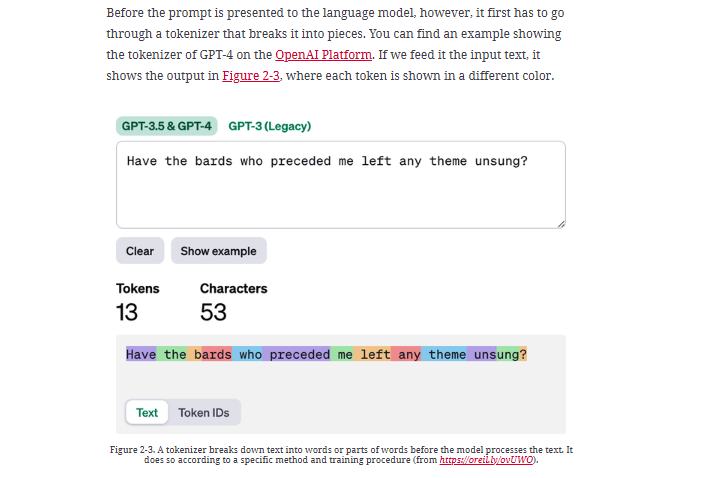 Before the prompt is presented to the language model, however, it first has to go
through a tokenizer that breaks it into pieces. You can find an example showing
the tokenizer of GPT-4 on the OpenAI Platform. If we feed it the input text, it
shows the output in Figure 2-3, where each token is shown in a different color.
GPT-3.5 & GPT-4 GPT-3 (Legacy)
Have the bards who preceded me left any theme unsung?
Clear Show example
Tokens Characters
13 53
Have the bards who preceded me left any theme unsung?
Text Token IDs
Figure 2-3. A tokenizer breaks down text into words or parts of words before the model processes the text. It
does so according to a specific method and training procedure (from https://oreil.ly/ovUWO).